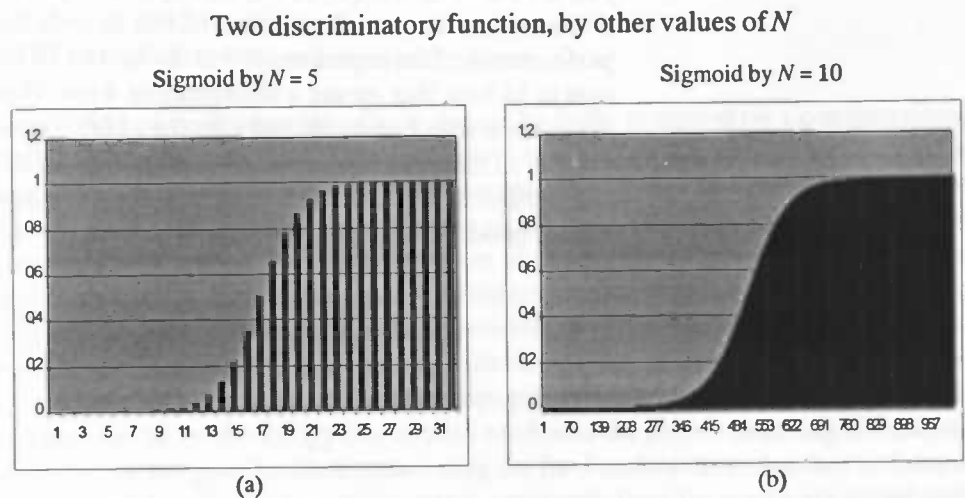 Two discriminatory function, by other values of N
Sigmoid by N = 5
Sigmoid by N = 10
12
1
0.8
0.6
0.4
0.2
0
1 3 5 7 9 11 13 15 17 19 21 23 25 27 29 31
(a)
1.2
1
0.8
0.6
0.4
0.2
0
1 70 139 208 277 346 415 484 553 622 691 760 829 898 967
(b)